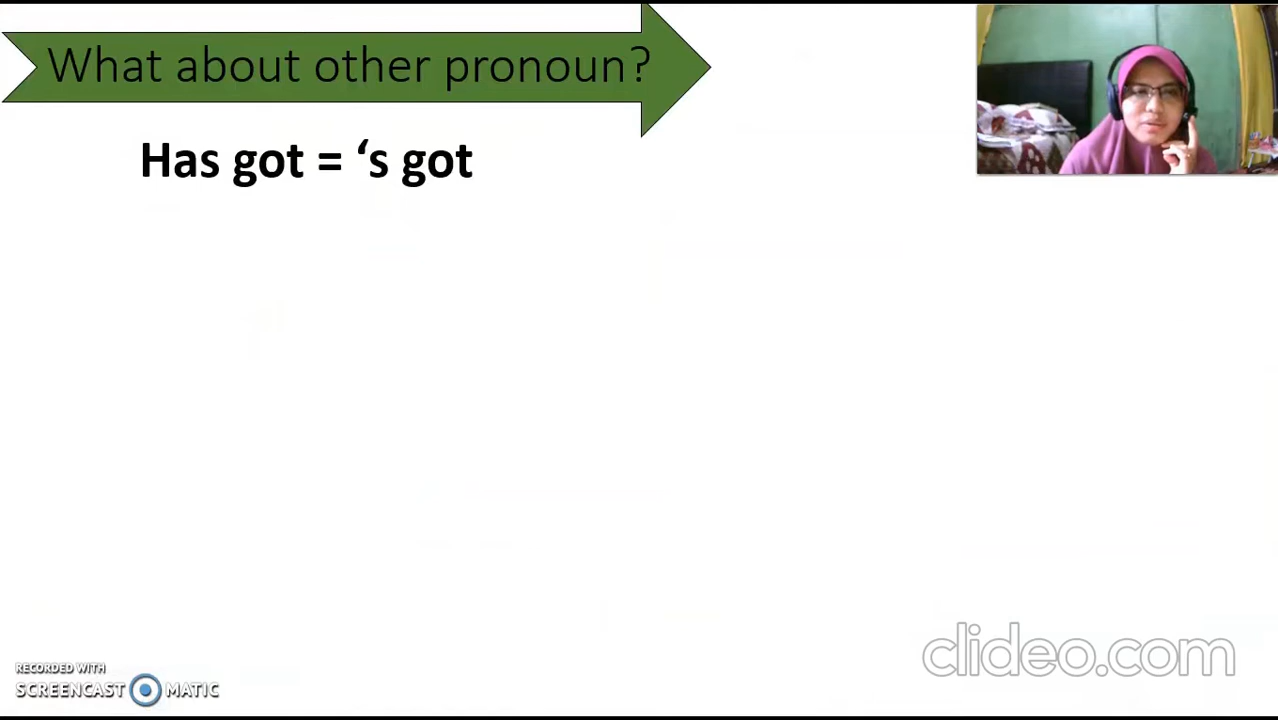 What about other pronoun?
Has got = ‘s got
clideo.com
RECORDED WITH
SCREENCAST MATIC